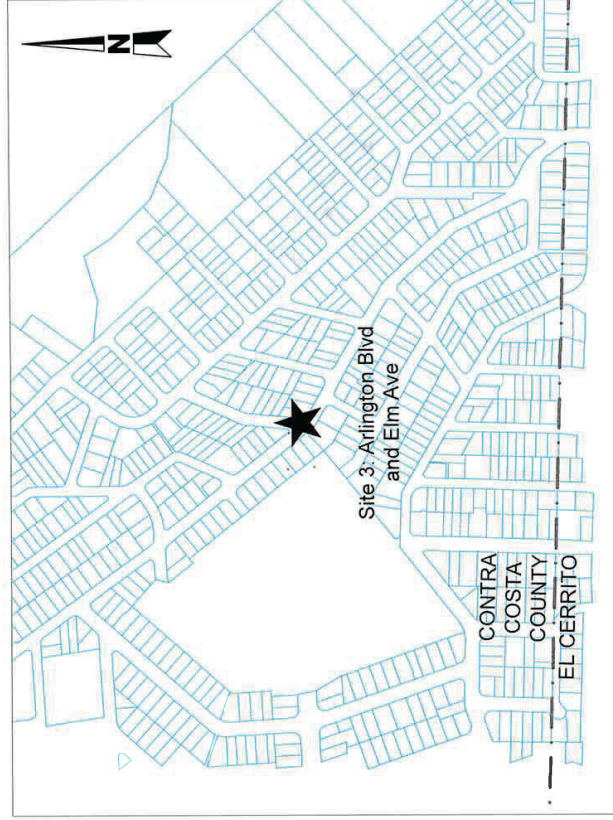 N
Site 3: Arlington Blvd
and Elm Ave
CONTRA
COSTA
COUNTY
EL CERRITO